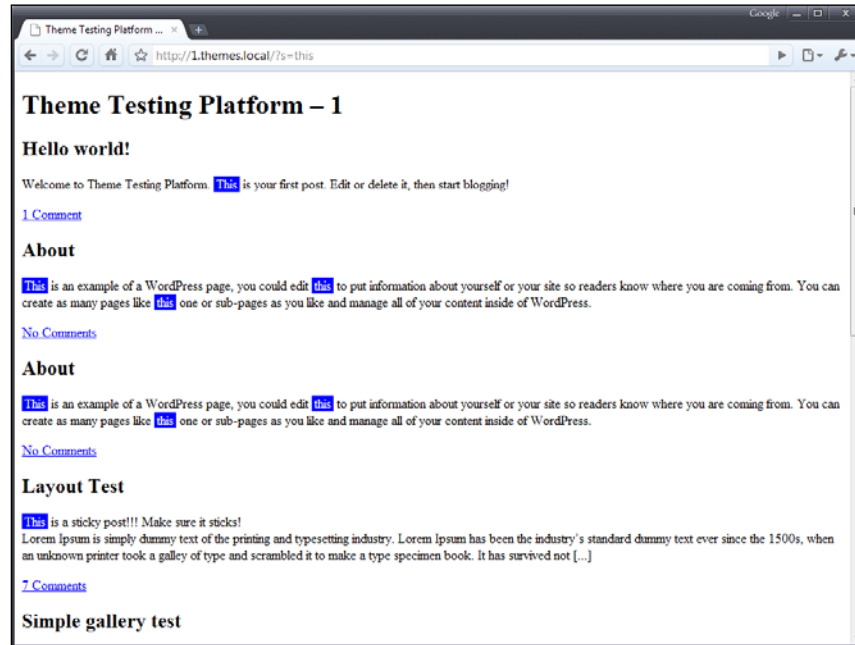 Google
Theme Testing Platform ...
http://1.themes.local/?s=this
Theme Testing Platform – 1
Hello world!
Welcome to Theme Testing Platform. This is your first post. Edit or delete it, then start blogging!
1 Comment
About
This is an example of a WordPress page, you could edit this to put information about yourself or your site so readers know where you are coming from. You can
create as many pages like this one or sub-pages as you like and manage all of your content inside of WordPress.
No Comments
About
This is an example of a WordPress page, you could edit this to put information about yourself or your site so readers know where you are coming from. You can
create as many pages like this one or sub-pages as you like and manage all of your content inside of WordPress.
No Comments
Layout Test
This is a sticky post!!! Make sure it sticks!
Lorem Ipsum is simply dummy text of the printing and typesetting industry. Lorem Ipsum has been the industry’s standard dummy text ever since the 1500s, when
an unknown printer took a galley of type and scrambled it to make a type specimen book. It has survived not [...]
7 Comments
Simple gallery test